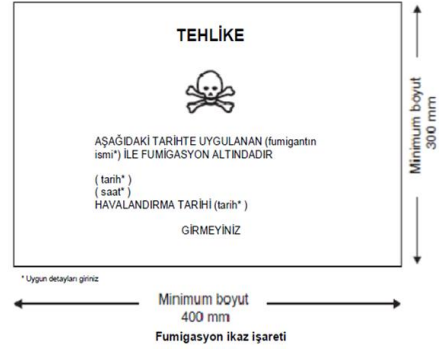 TEHLİKE
AŞAĞIDAKİ TARİHTE UYGULANAN (fumigantın
ismi*) İLE FUMİGASYON ALTINDADIR
( tarih* )
( saat* )
HAVALANDIRMA TARİHİ (tarih* )
GİRMEYİNİZ
Minimum boyut
300 mm
* Uygun detayları giriniz
Minimum boyut
400 mm
Fumigasyon ikaz işareti